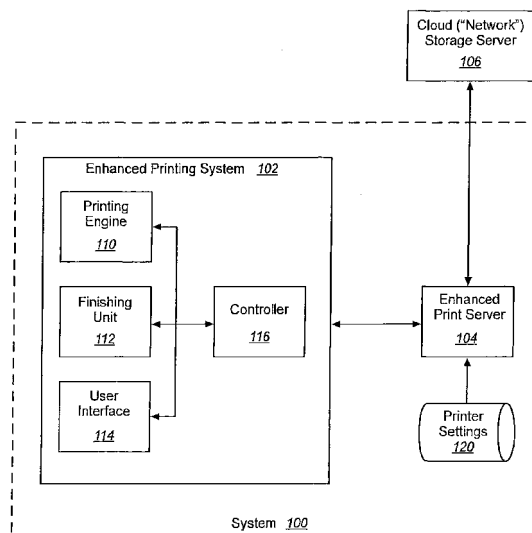 Cloud ("Network")
Storage Server
106
Enhanced Printing System 102
Printing
Engine
110
Finishing
Unit
112
Controller
116
User
Interface
114
Enhanced
Print Server
104
Printer
Settings
120
System 100